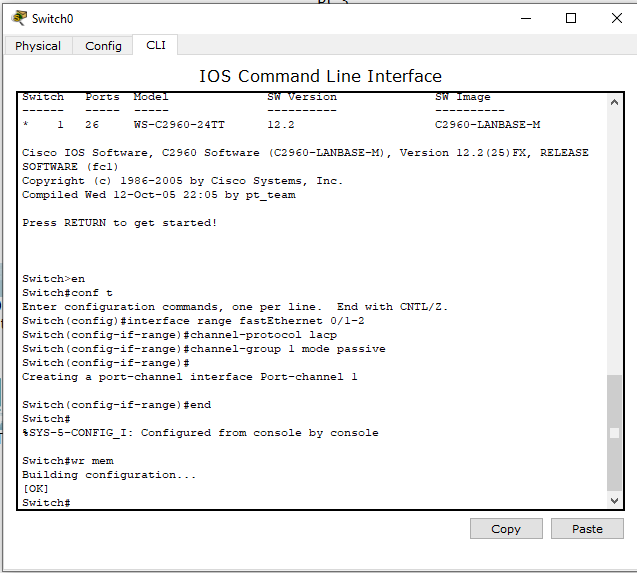 Switch0
Physical Config CLI
IOS Command Line Interface
Switch Ports Model SW Version SW Image
------ ----- ----- ---------- ----------
* 1 26 WS-C2960-24TT 12.2 C2960-LANBASE-M
Cisco IOS Software, C2960 Software (C2960-LANBASE-M), Version 12.2(25)FX, RELEASE
SOFTWARE (fc1)
Copyright (c) 1986-2005 by Cisco Systems, Inc.
Compiled Wed 12-Oct-05 22:05 by pt_team
Press RETURN to get started!
Switch>en
Switch#conf t
Enter configuration commands, one per line. End with CNTL/Z.
Switch(config)#interface range fastEthernet 0/1-2
Switch(config-if-range)#channel-protocol lacp
Switch(config-if-range)#channel-group 1 mode passive
Switch(config-if-range)#
Creating a port-channel interface Port-channel 1
Switch(config-if-range)#end
Switch#
%SYS-5-CONFIG_I: Configured from console by console
Switch#wr mem
Building configuration...
[OK]
Switch#
Copy Paste